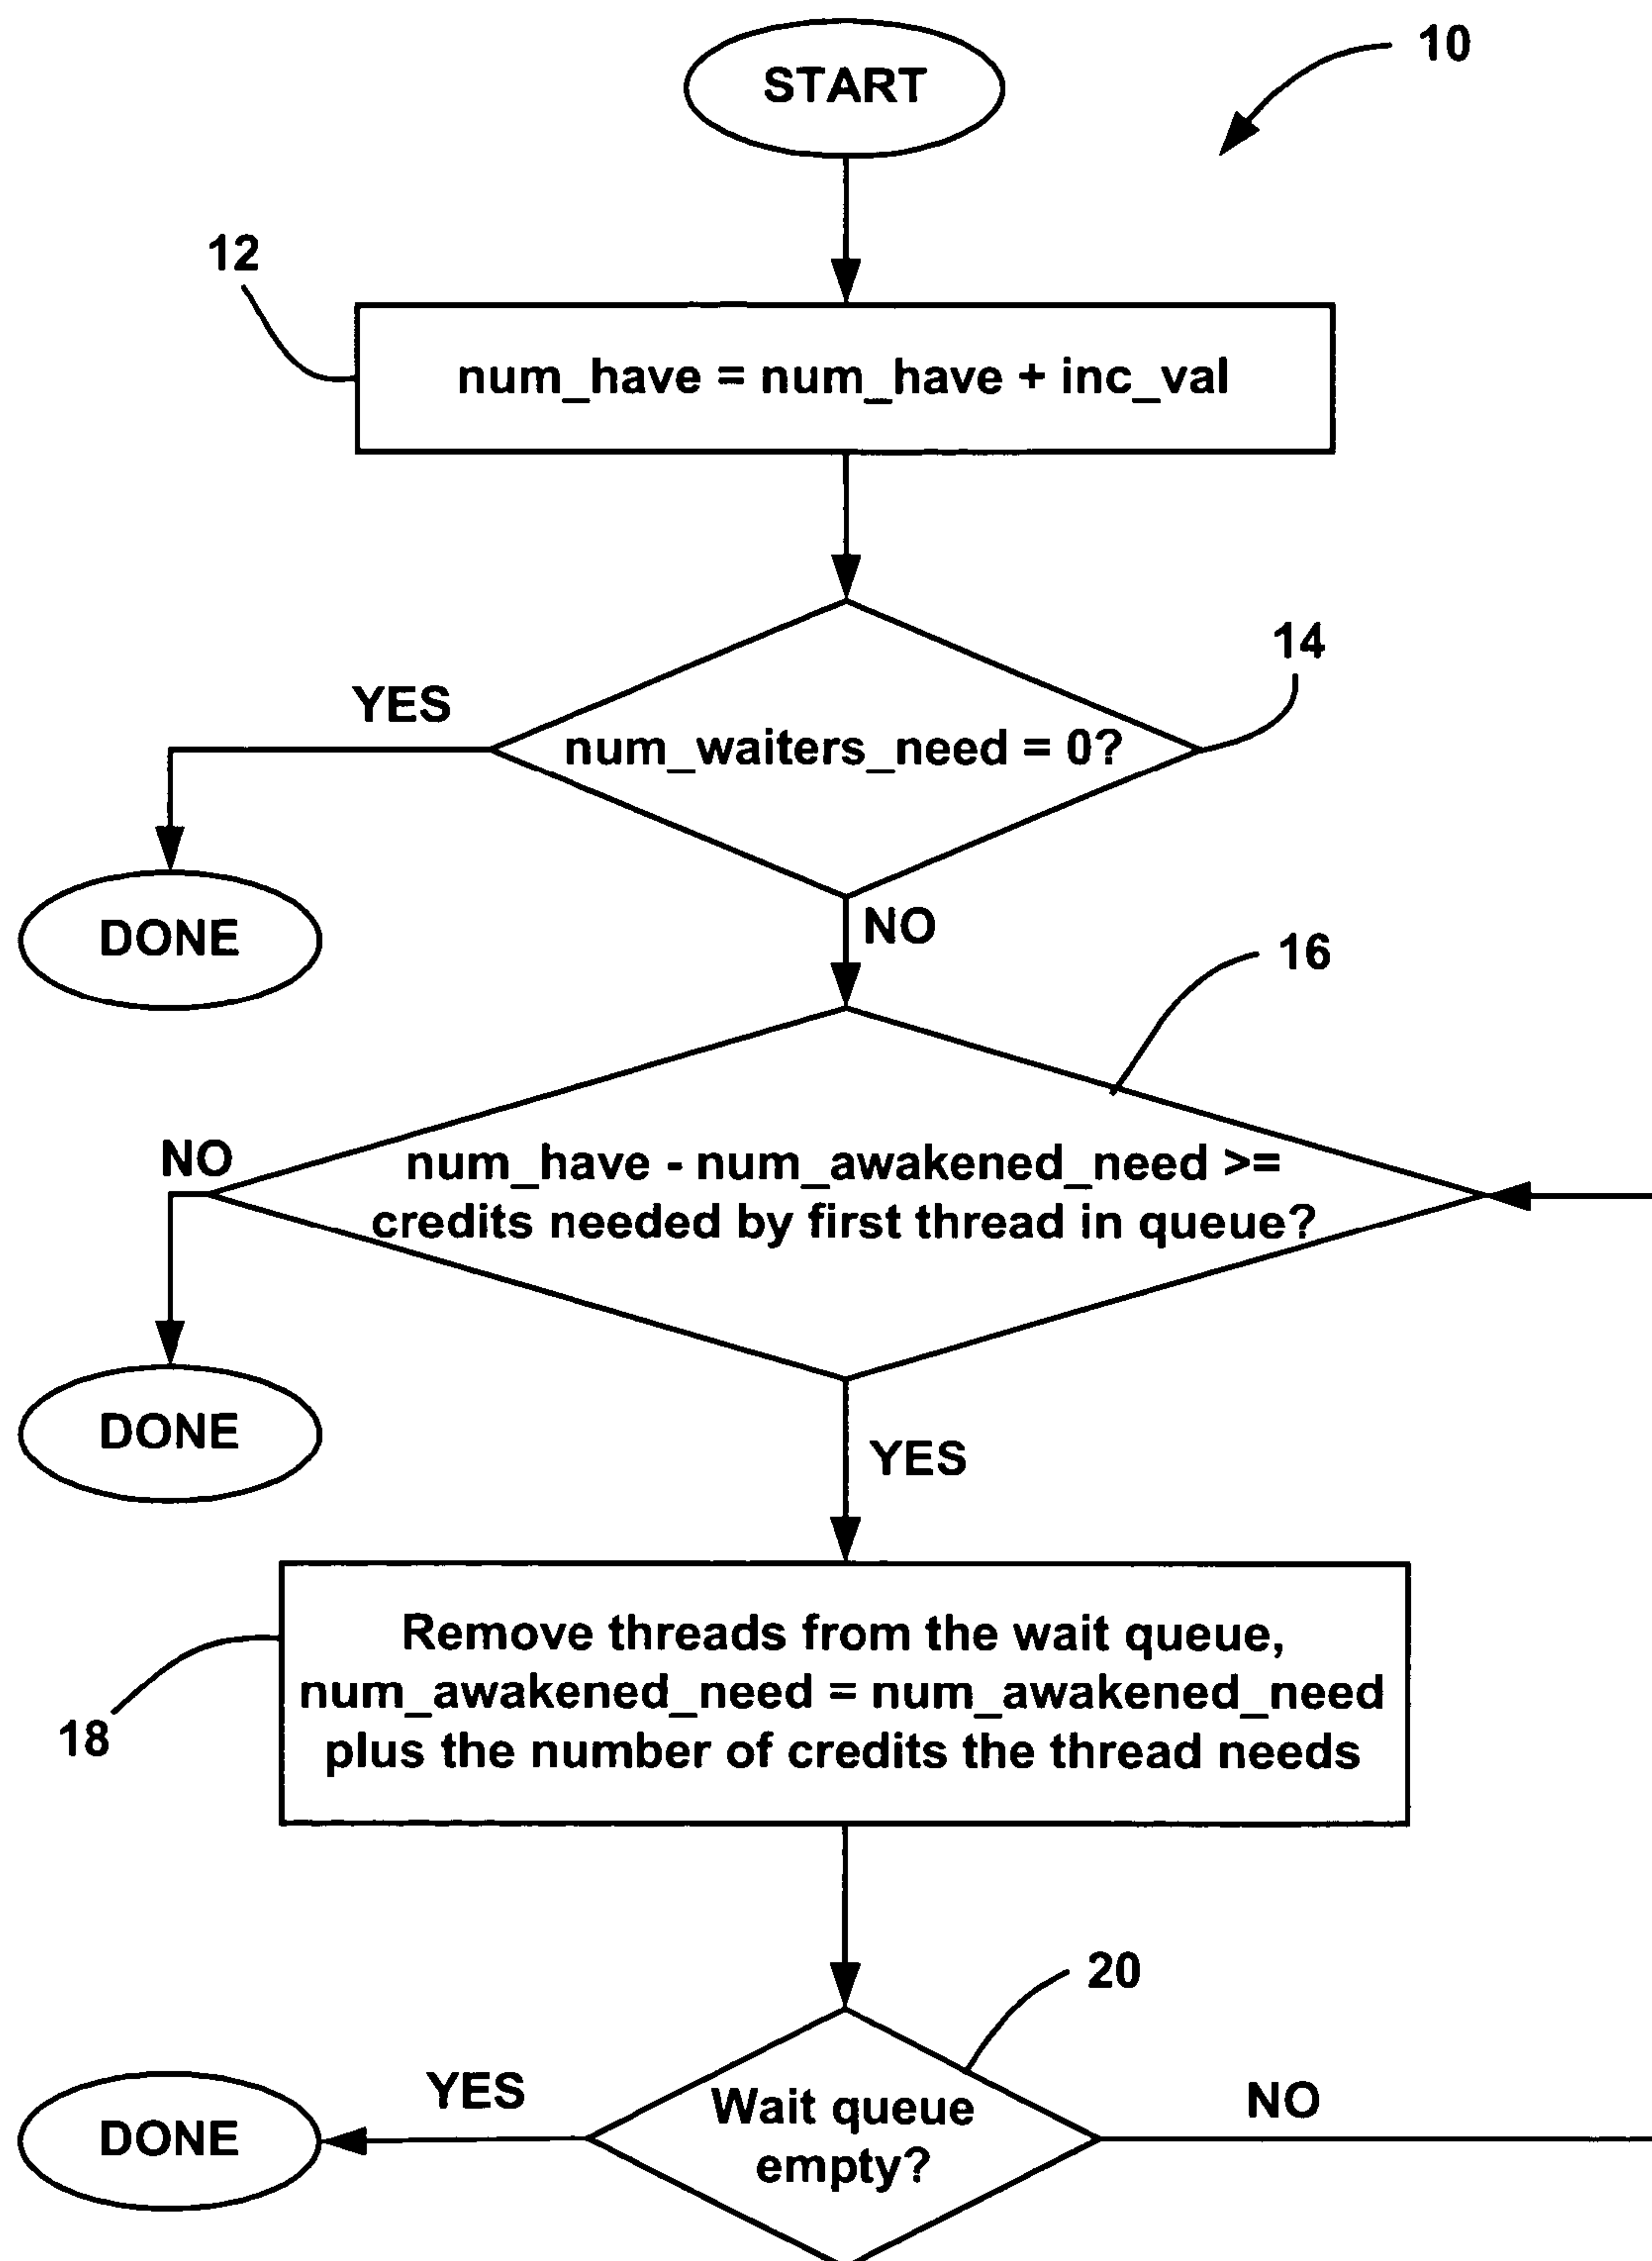 START
10
12
num_have = num_have + inc_val
14
YES
num_waiters_need = 0?
DONE
NO
16
NO
num_have - num_awakened_need >=
credits needed by first thread in queue?
DONE
YES
Remove threads from the wait queue,
num_awakened_need = num_awakened_need
plus the number of credits the thread needs
18
20
YES
NO
Wait queue
empty?
DONE